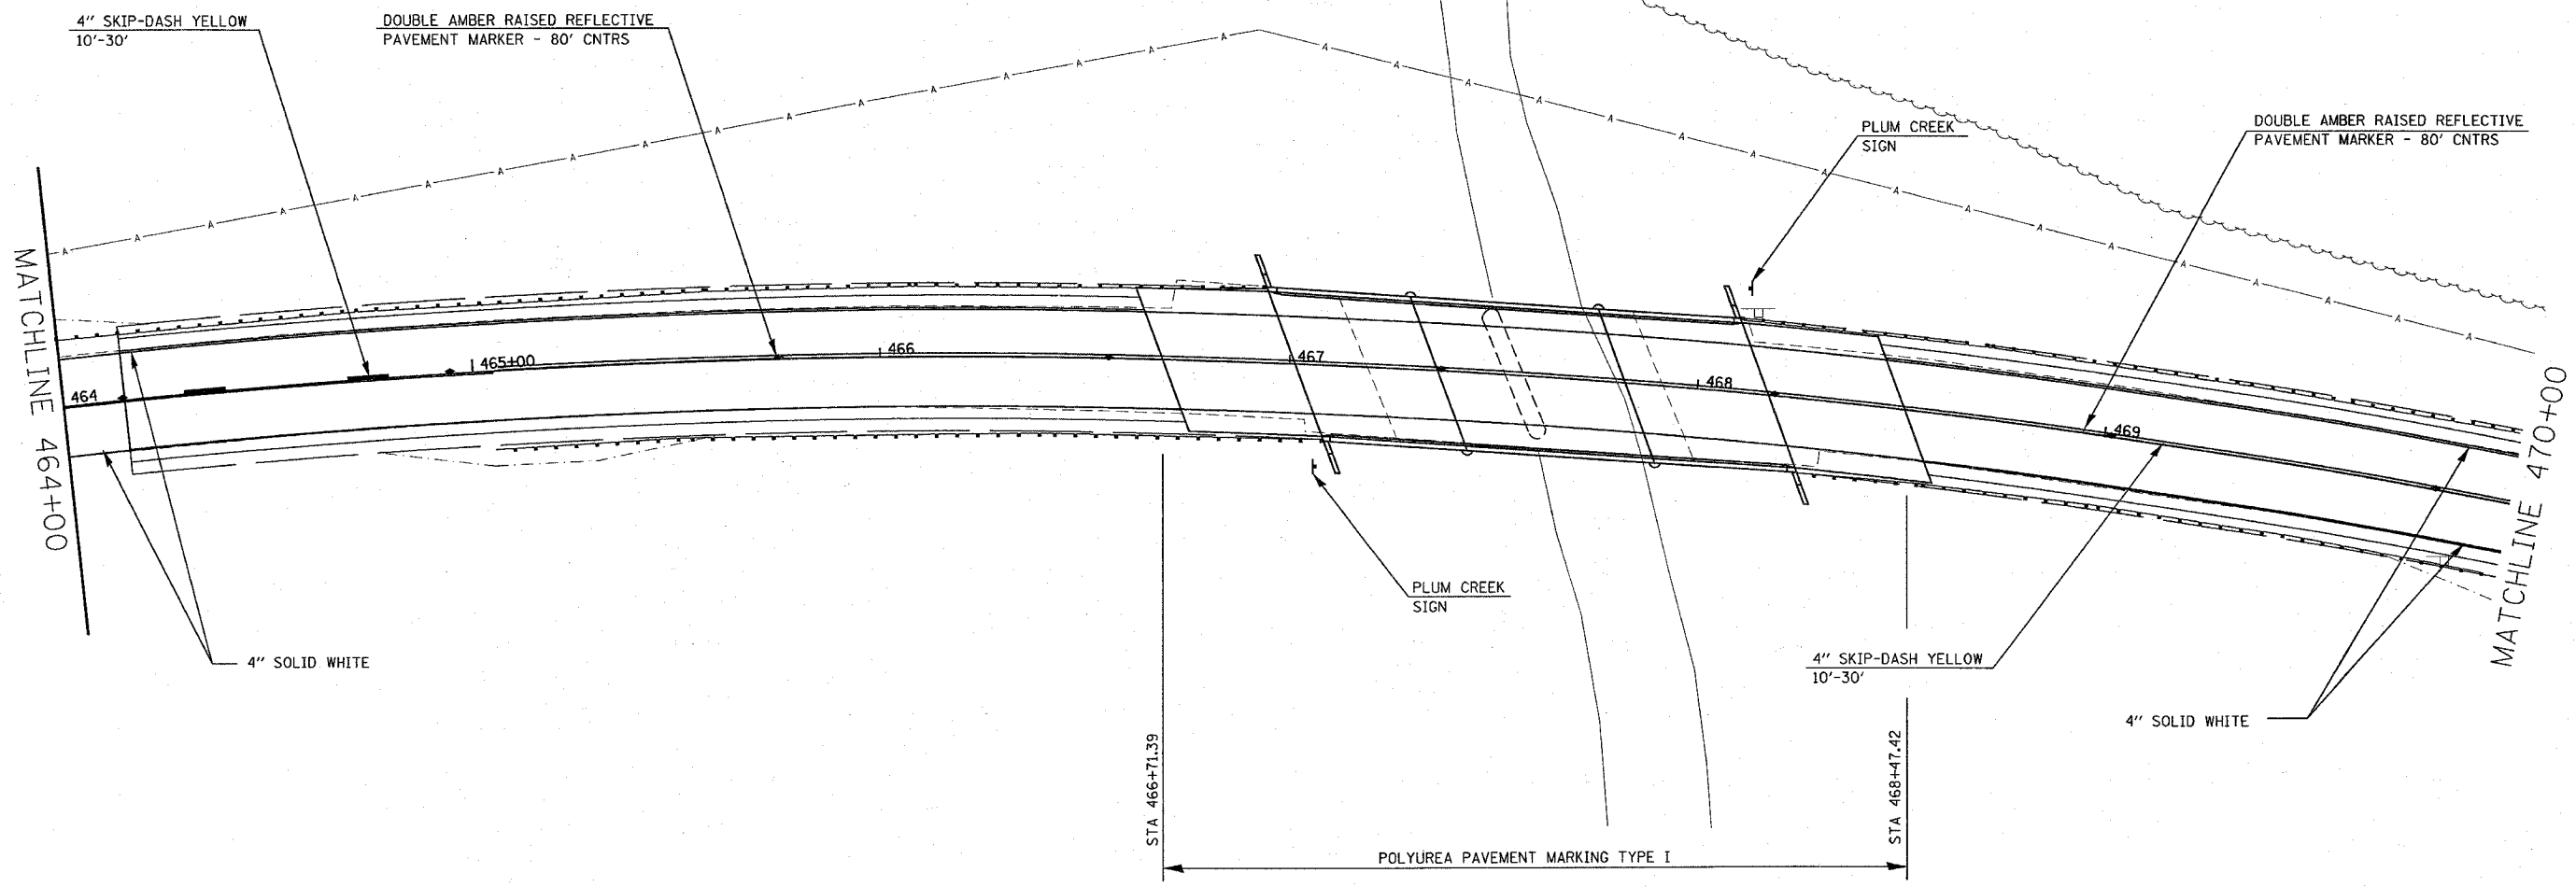 4" SKIP-DASH YELLOW
10'-30'
DOUBLE AMBER RAISED REFLECTIVE
PAVEMENT MARKER - 80' CNTRS
PLUM CREEK
SIGN
DOUBLE AMBER RAISED REFLECTIVE
PAVEMENT MARKER - 80' CNTRS
MATCHLINE 464+00
464
465+00
466
467
468
469
MATCHLINE 470+00
4" SOLID WHITE
PLUM CREEK
SIGN
4" SKIP-DASH YELLOW
10'-30'
4" SOLID WHITE
STA 466+71.39
STA 468+47.42
POLYUREA PAVEMENT MARKING TYPE I
A A A A A A A A A A A A A A A A
A A A A A A A A A A A A A A A A